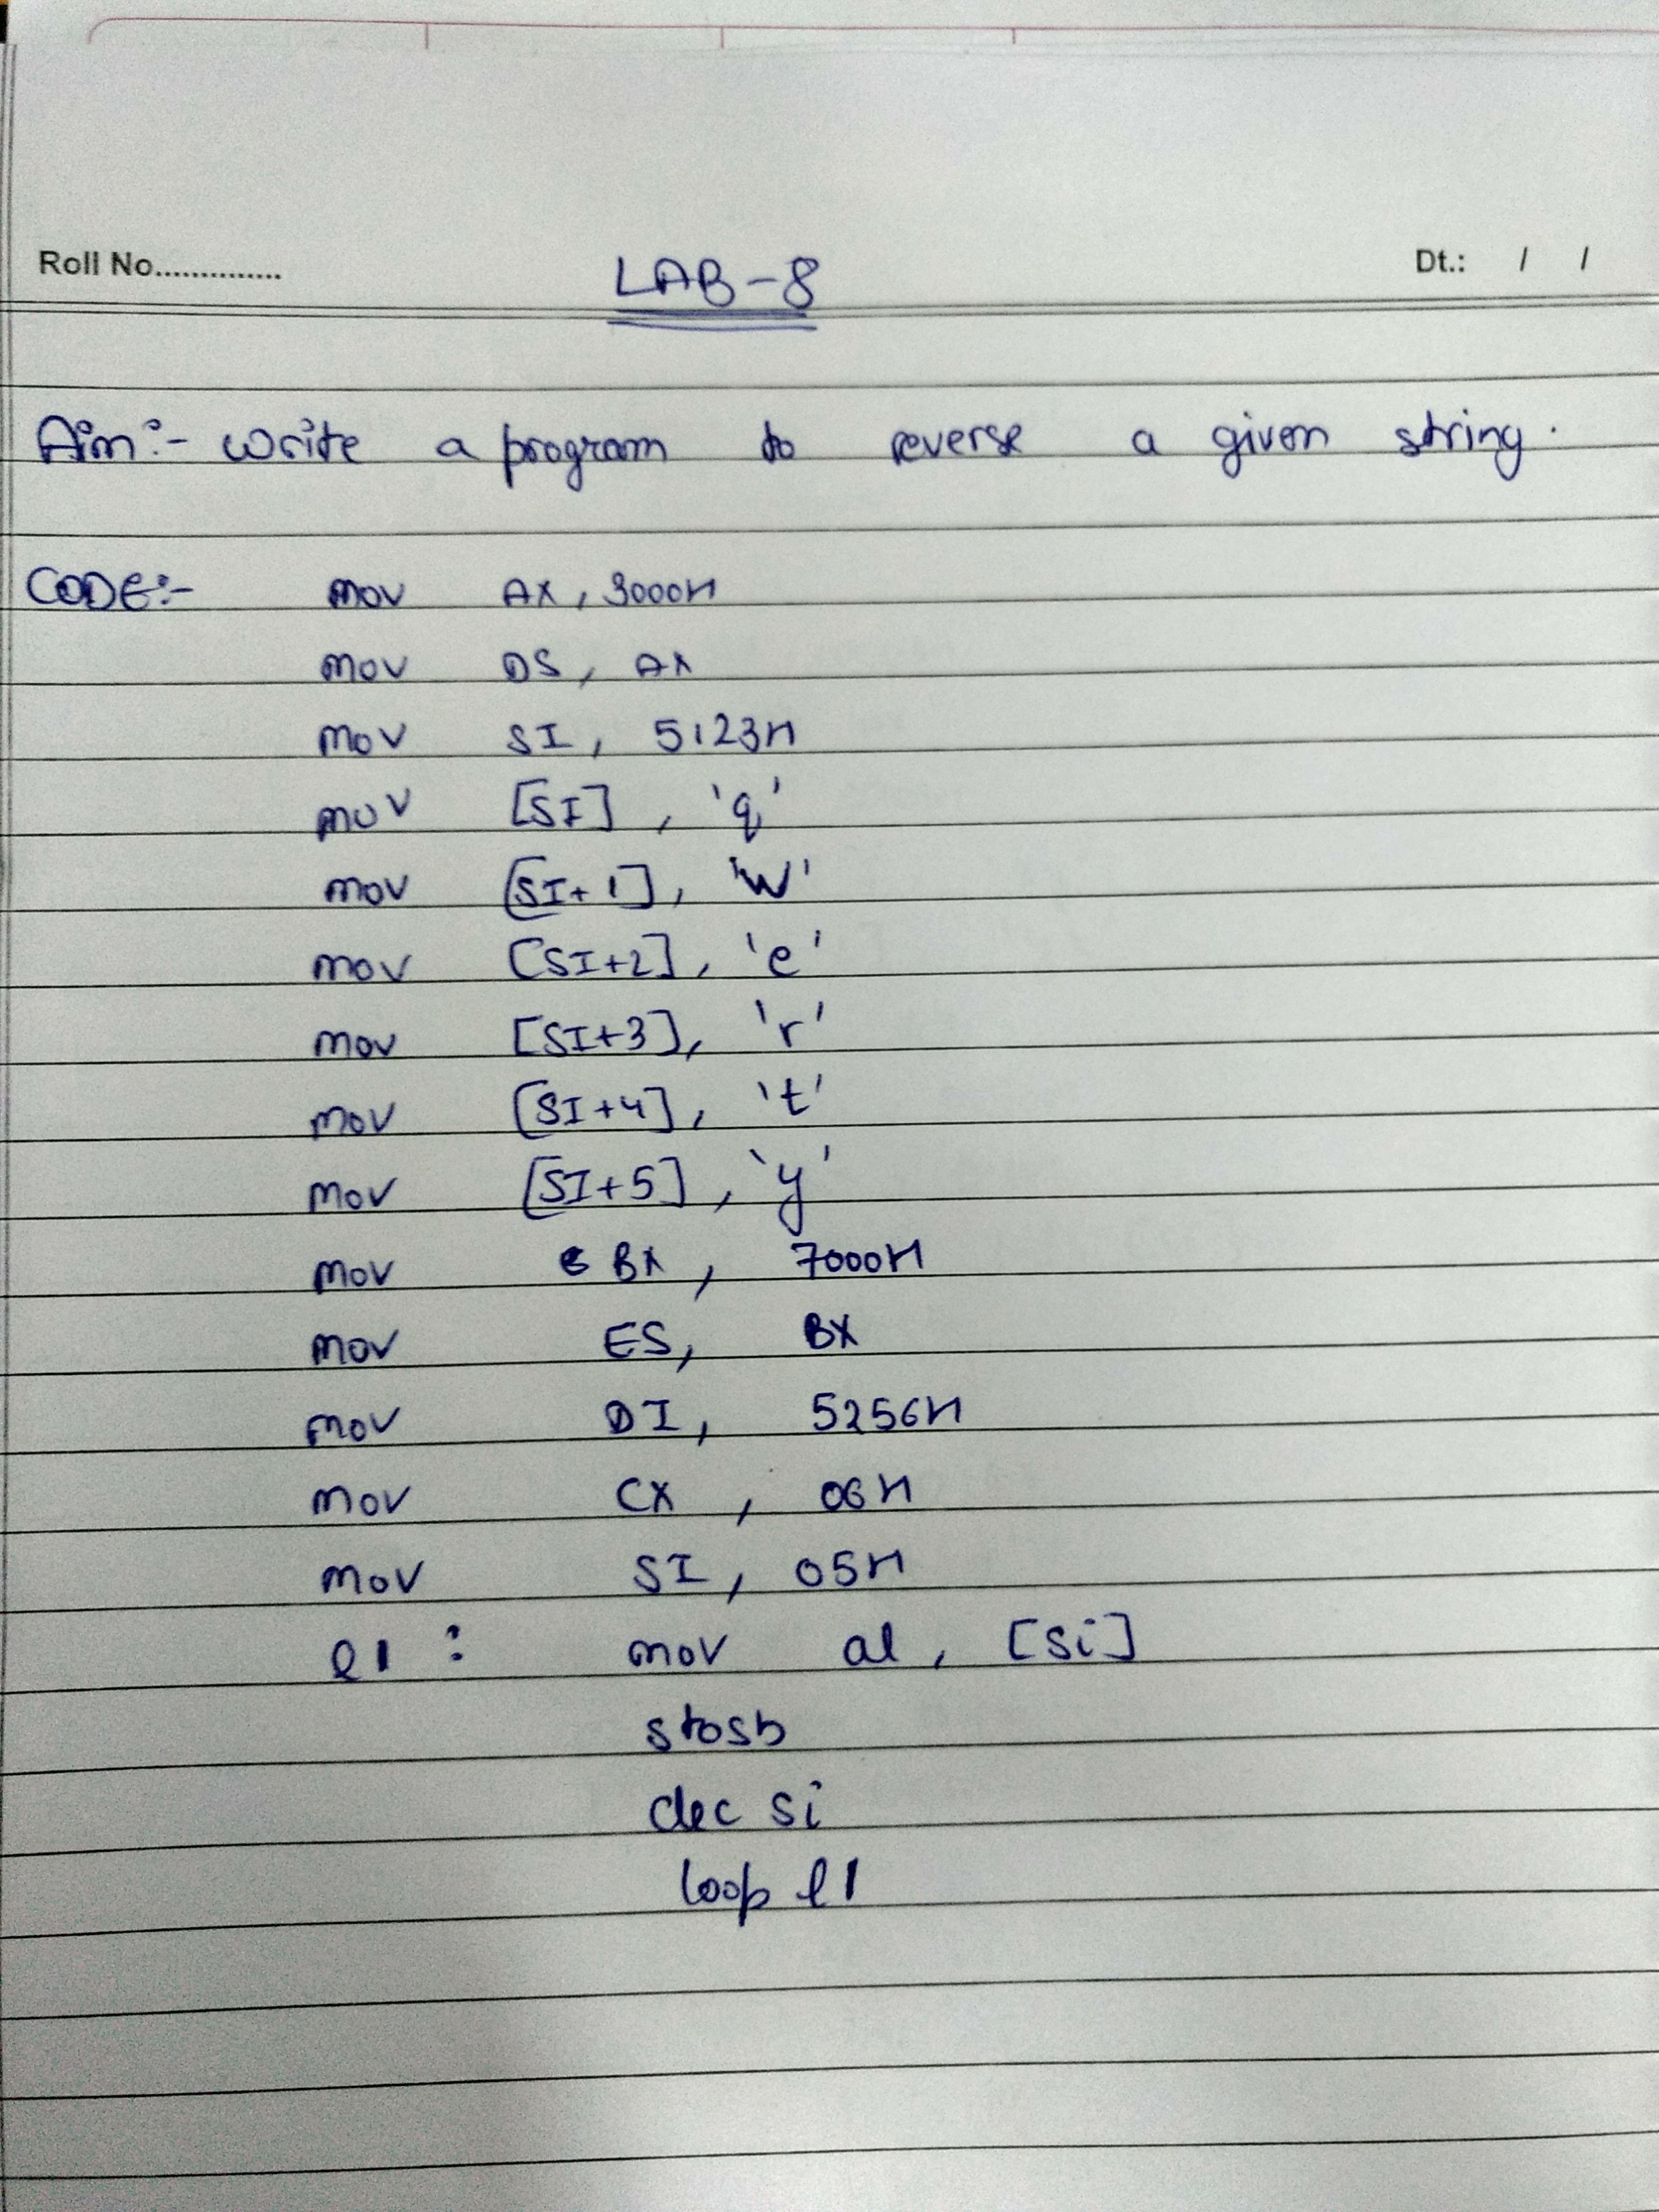 Roll No..............
LAB-8
Dt.: / /
Aim:- write a program to reverse a given string.
CODE:- mov AX, 3000H
mov DS, AX
mov SI, 5123H
mov [SI], 'q'
mov [SI+1], 'w'
mov [SI+2], 'e'
mov [SI+3], 'r'
mov [SI+4], 't'
mov [SI+5], 'y'
mov BX, 7000H
mov ES, BX
mov DI, 5256H
mov CX, 06H
mov SI, 05H
l1: mov al, [si]
stosb
dec si
loop l1